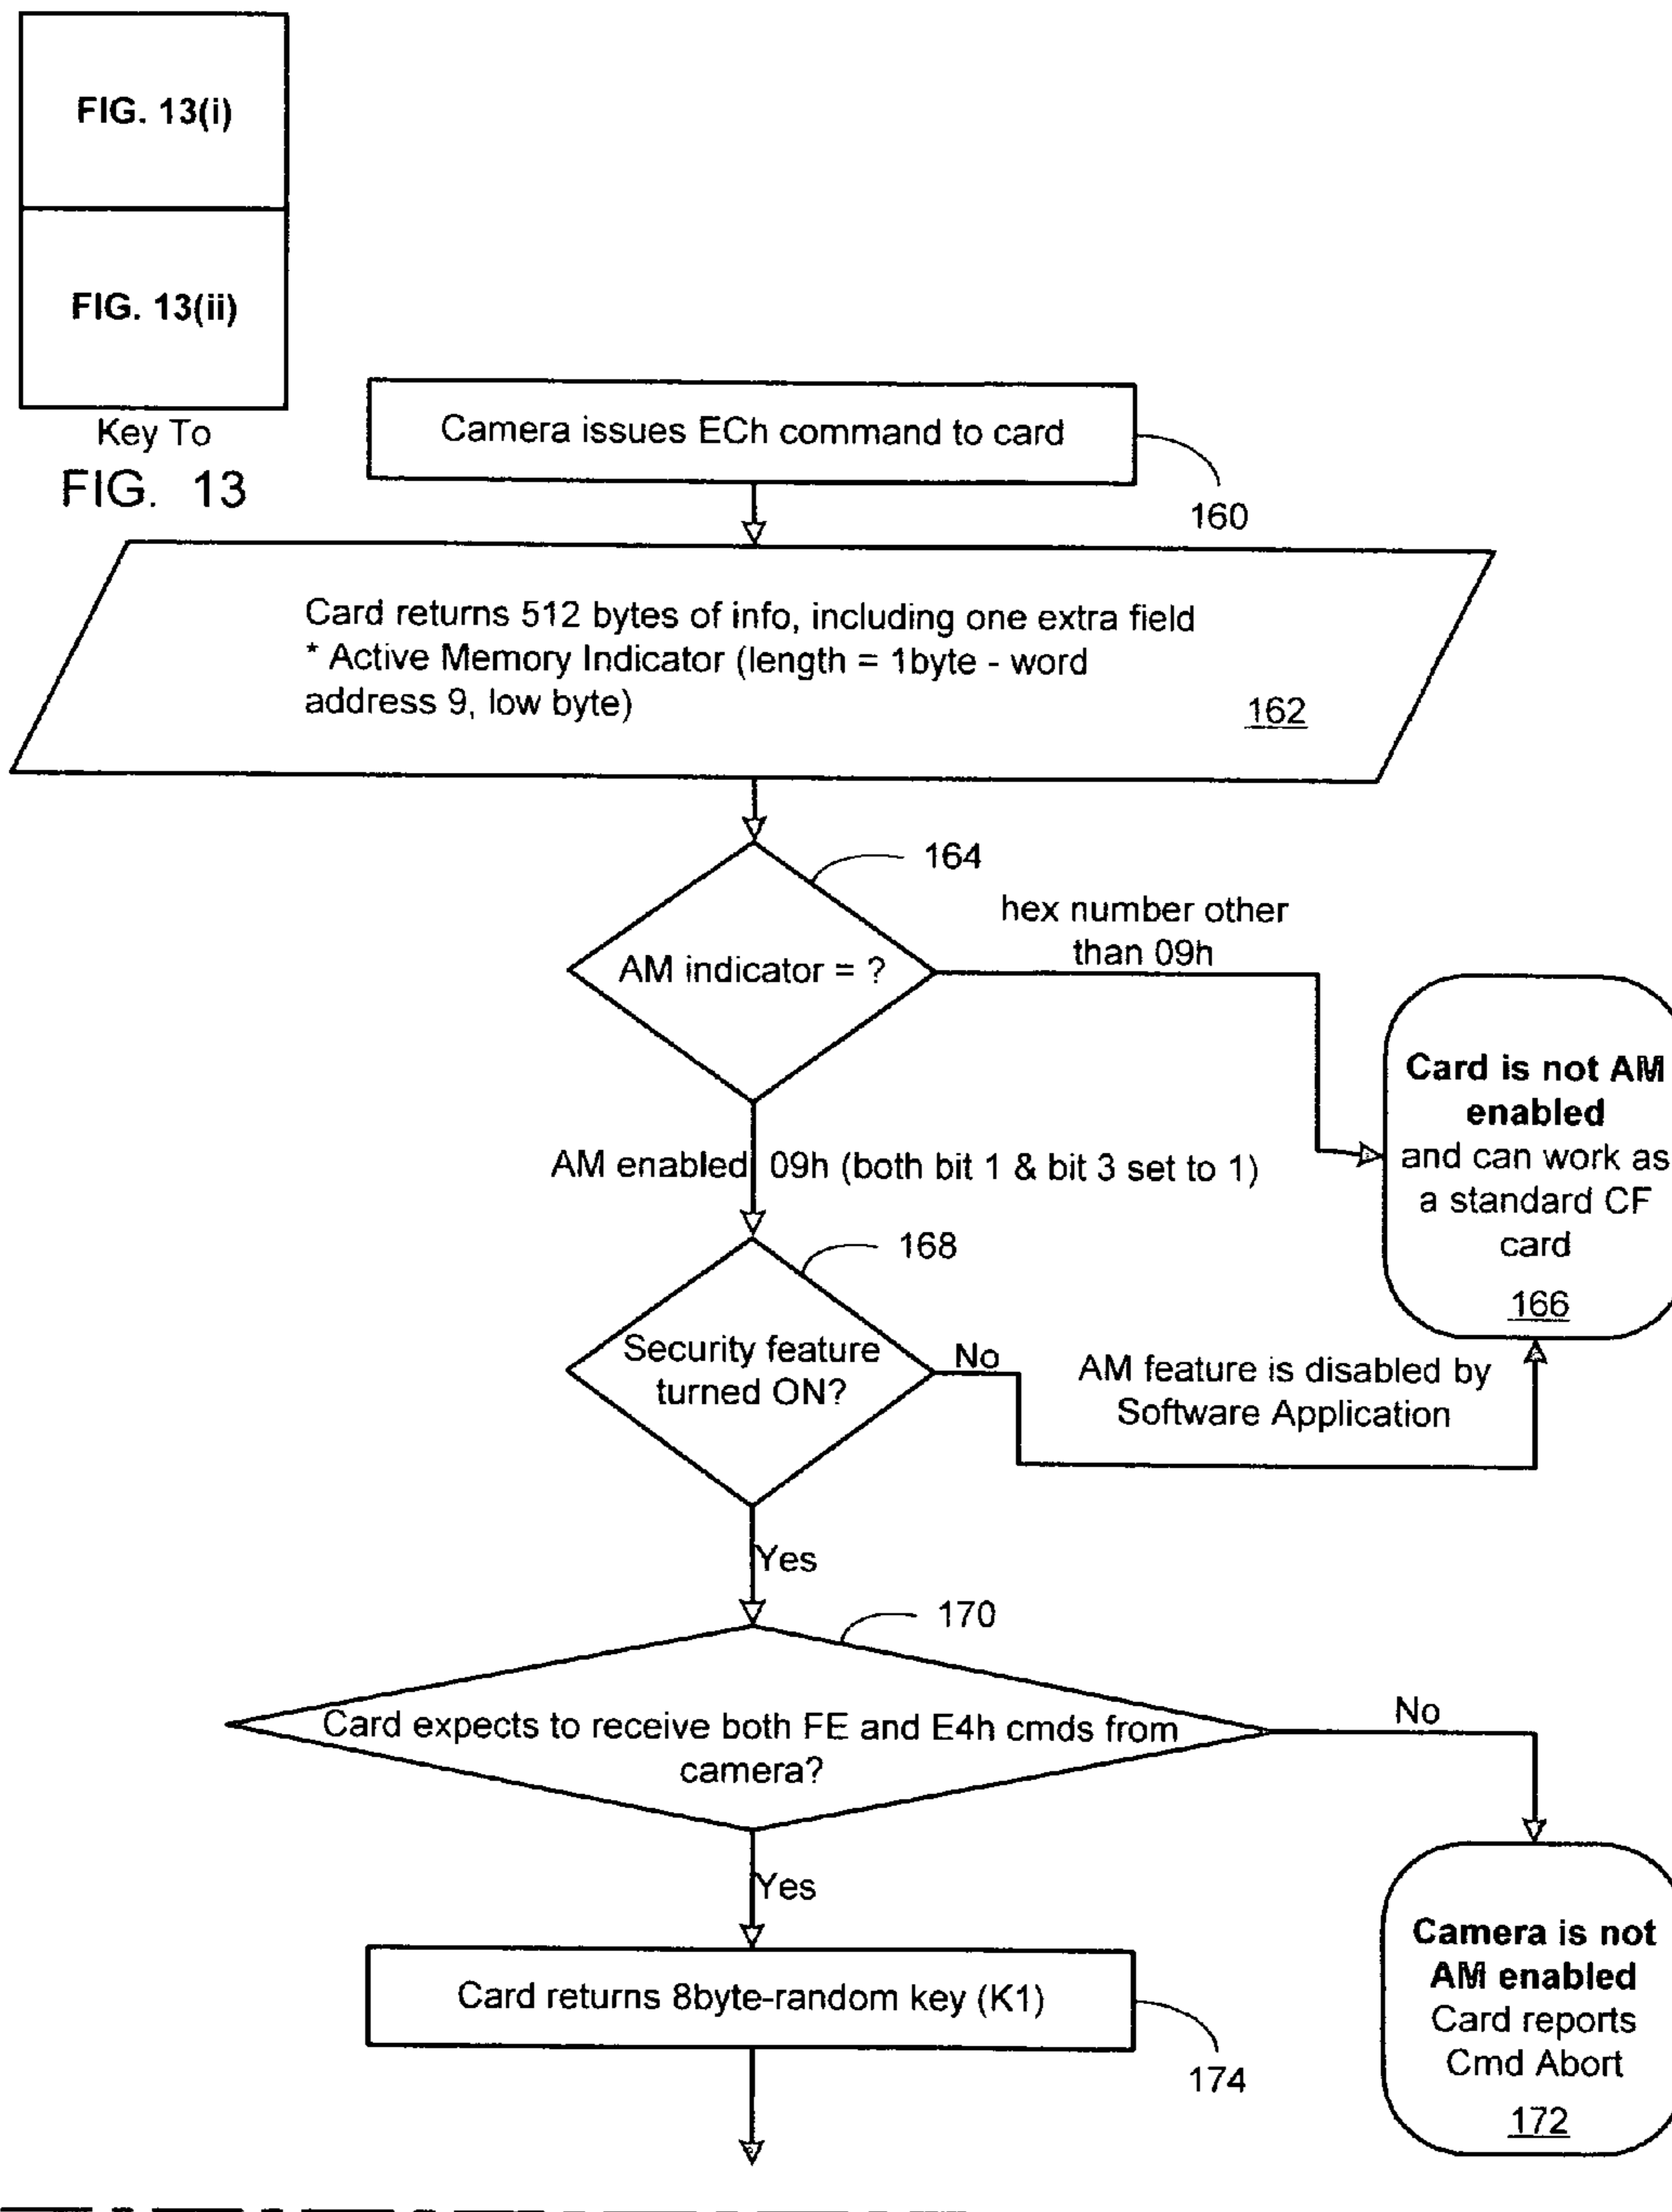 FIG. 13(i)
FIG. 13(ii)
Key To
FIG. 13
Camera issues ECh command to card
160
Card returns 512 bytes of info, including one extra field
* Active Memory Indicator (length = 1byte - word
address 9, low byte)
162
164
AM indicator = ?
hex number other
than 09h
Card is not AM
enabled
and can work as
a standard CF
card
166
AM enabled 09h (both bit 1 & bit 3 set to 1)
168
Security feature
turned ON?
No
AM feature is disabled by
Software Application
Yes
170
Card expects to receive both FE and E4h cmds from
camera?
No
Yes
Camera is not
AM enabled
Card reports
Cmd Abort
172
Card returns 8byte-random key (K1)
174